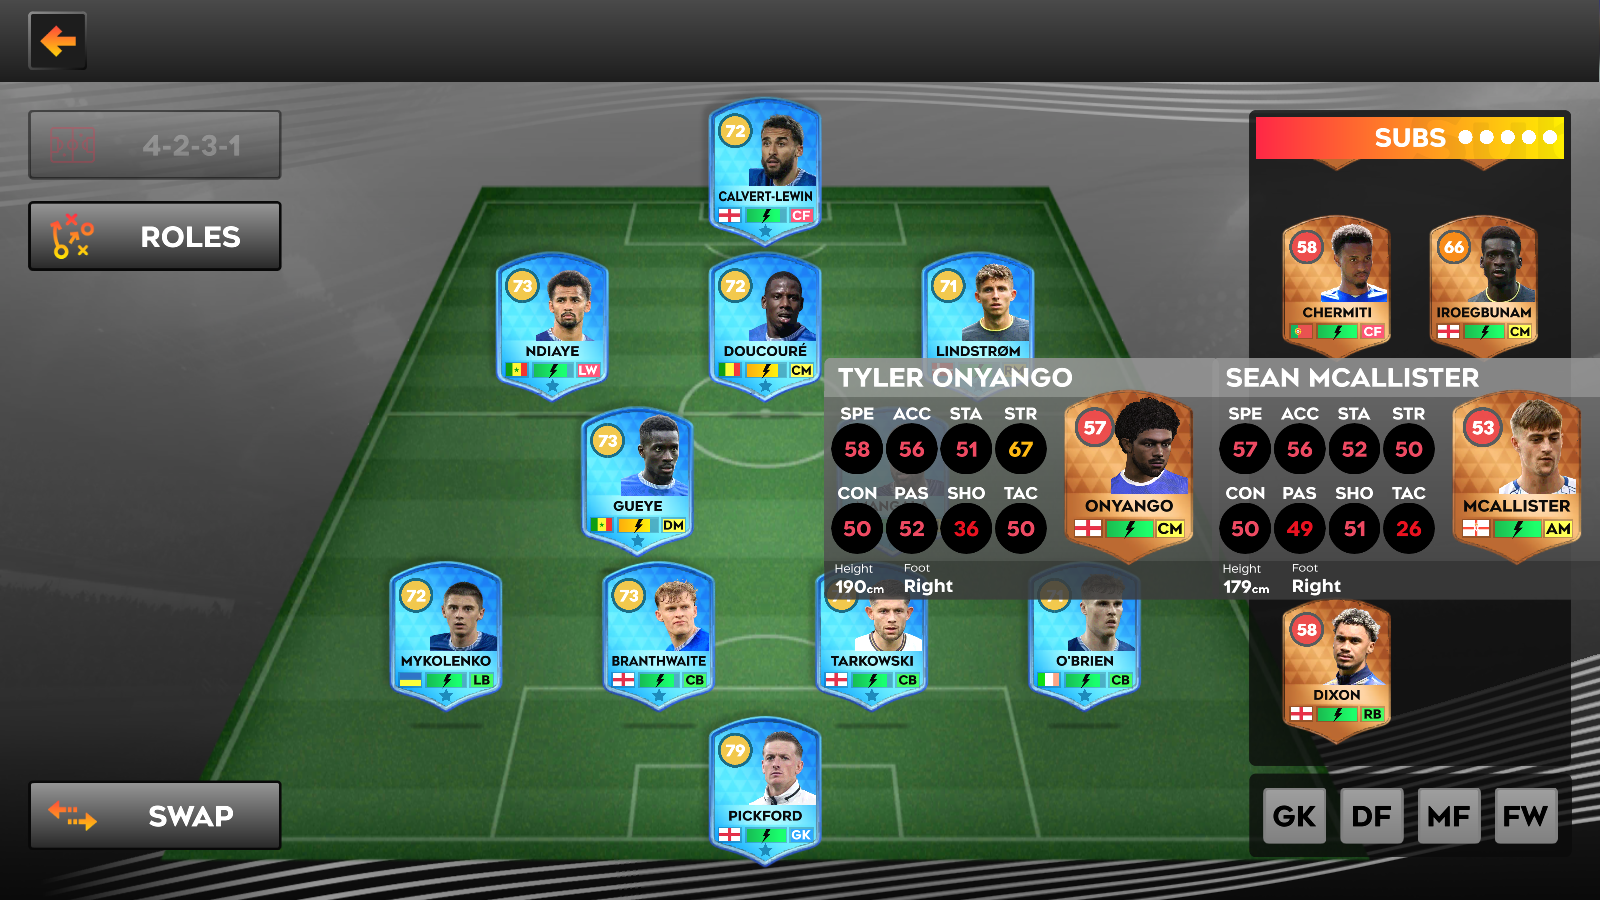 4-2-3-1
ROLES
SWAP
72
CALVERT-LEWIN
CF
73
NDIAYE
LW
72
DOUCOURÉ
CM
71
LINDSTRØM
73
GUEYE
DM
72
MYKOLENKO
LB
73
BRANTHWAITE
CB
TARKOWSKI
CB
O'BRIEN
CB
79
PICKFORD
GK
SUBS
58
CHERMITI
CF
66
IROEGBUNAM
CM
TYLER ONYANGO
SPE ACC STA STR
58 56 51 67
CON PAS SHO TAC
50 52 36 50
Height Foot
190cm Right
57
ONYANGO
CM
SEAN MCALLISTER
SPE ACC STA STR
57 56 52 50
CON PAS SHO TAC
50 49 51 26
Height Foot
179cm Right
53
MCALLISTER
AM
58
DIXON
RB
GK DF MF FW